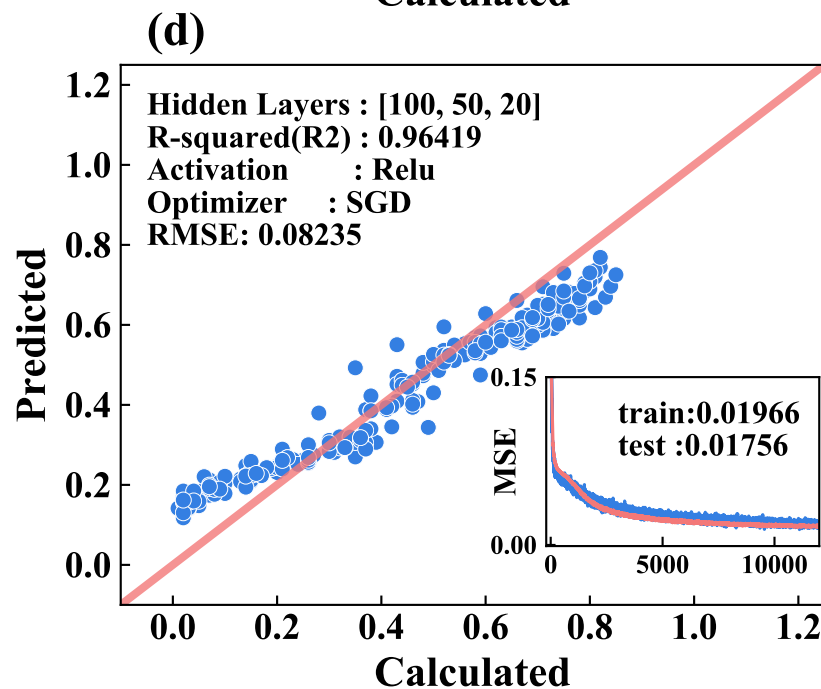 Calculated
(d)
1.2
1.0
0.8
0.6
0.4
0.2
0.0
Predicted
Hidden Layers : [100, 50, 20]
R-squared(R2) : 0.96419
Activation : Relu
Optimizer : SGD
RMSE: 0.08235
0.15
MSE
0.00
train:0.01966
test :0.01756
0 5000 10000
0.0 0.2 0.4 0.6 0.8 1.0 1.2
Calculated